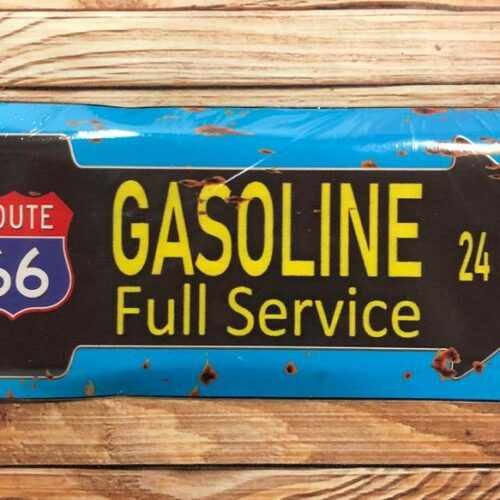 OUTE
66
GASOLINE
Full Service
24